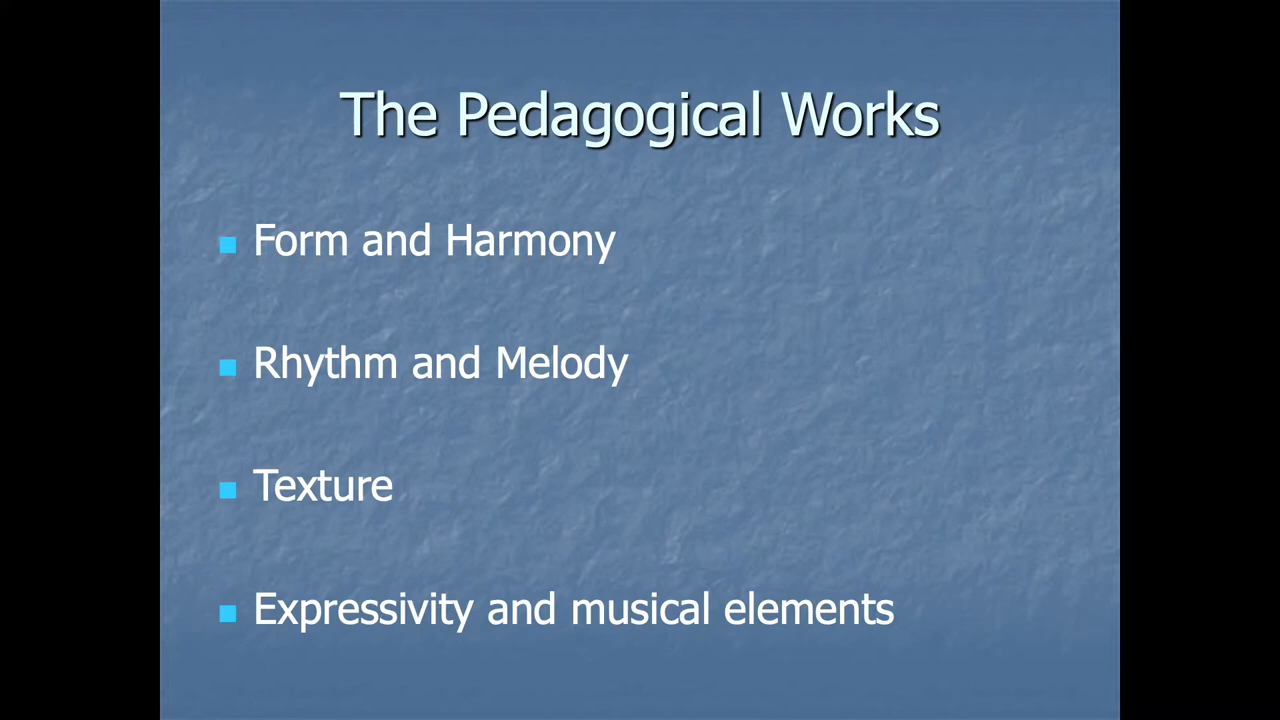 The Pedagogical Works
Form and Harmony
Rhythm and Melody
Texture
Expressivity and musical elements